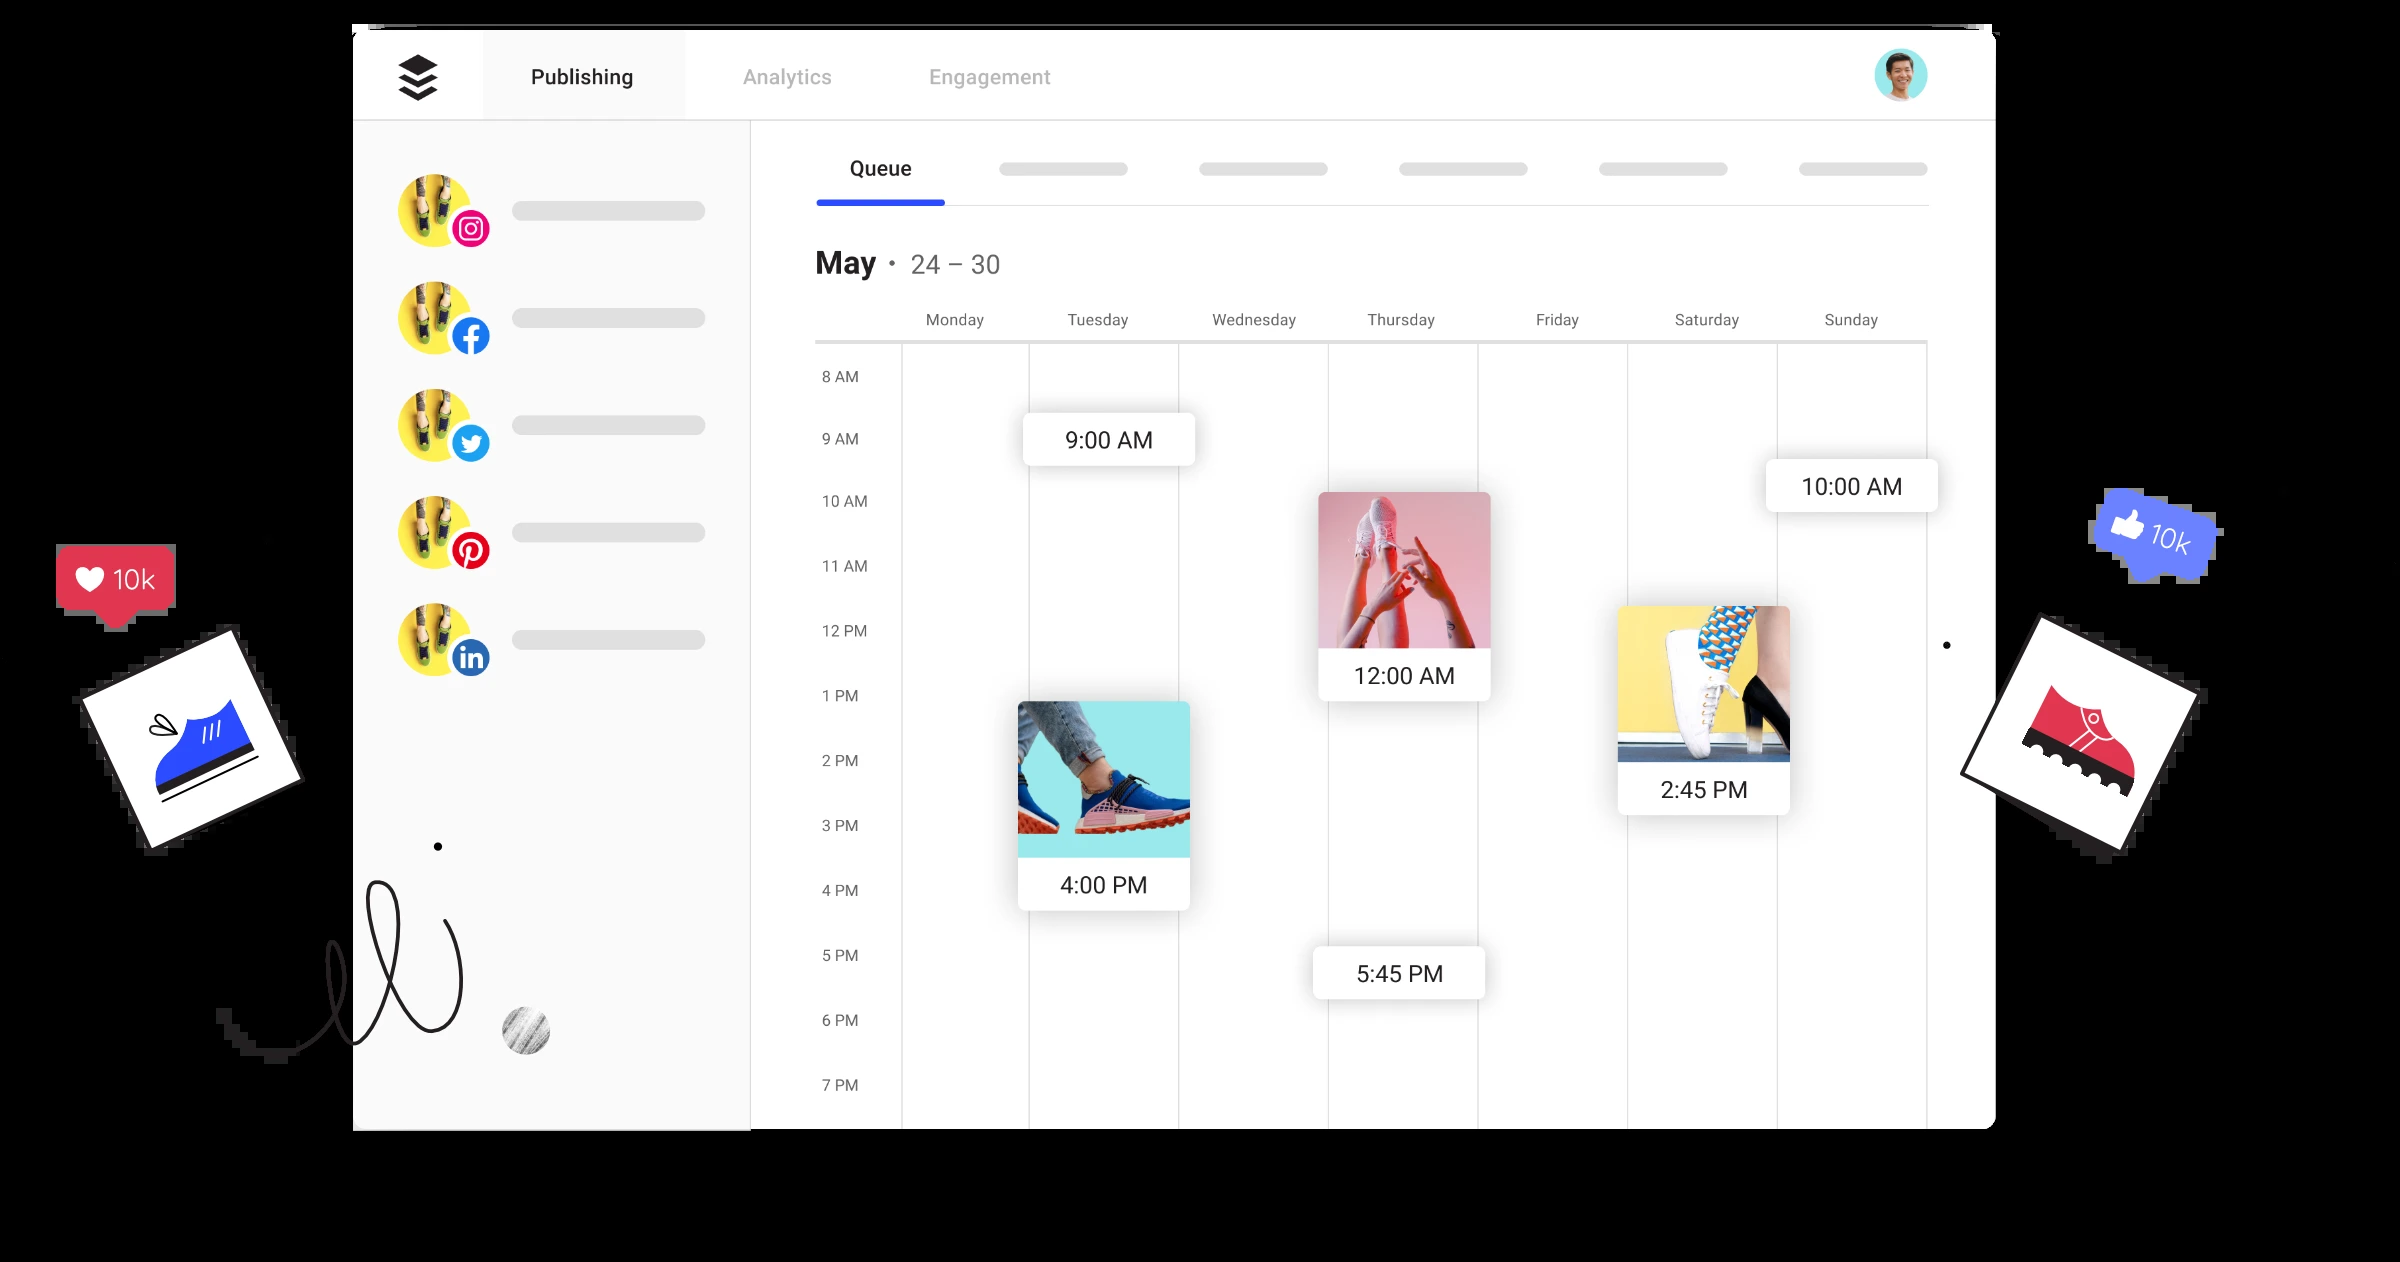 Publishing
Analytics
Engagement
Queue
May • 24 – 30
Monday
Tuesday
Wednesday
Thursday
Friday
Saturday
Sunday
8 AM
9 AM
10 AM
11 AM
12 PM
1 PM
2 PM
3 PM
4 PM
5 PM
6 PM
7 PM
9:00 AM
4:00 PM
12:00 AM
5:45 PM
2:45 PM
10:00 AM
in
10k
10k